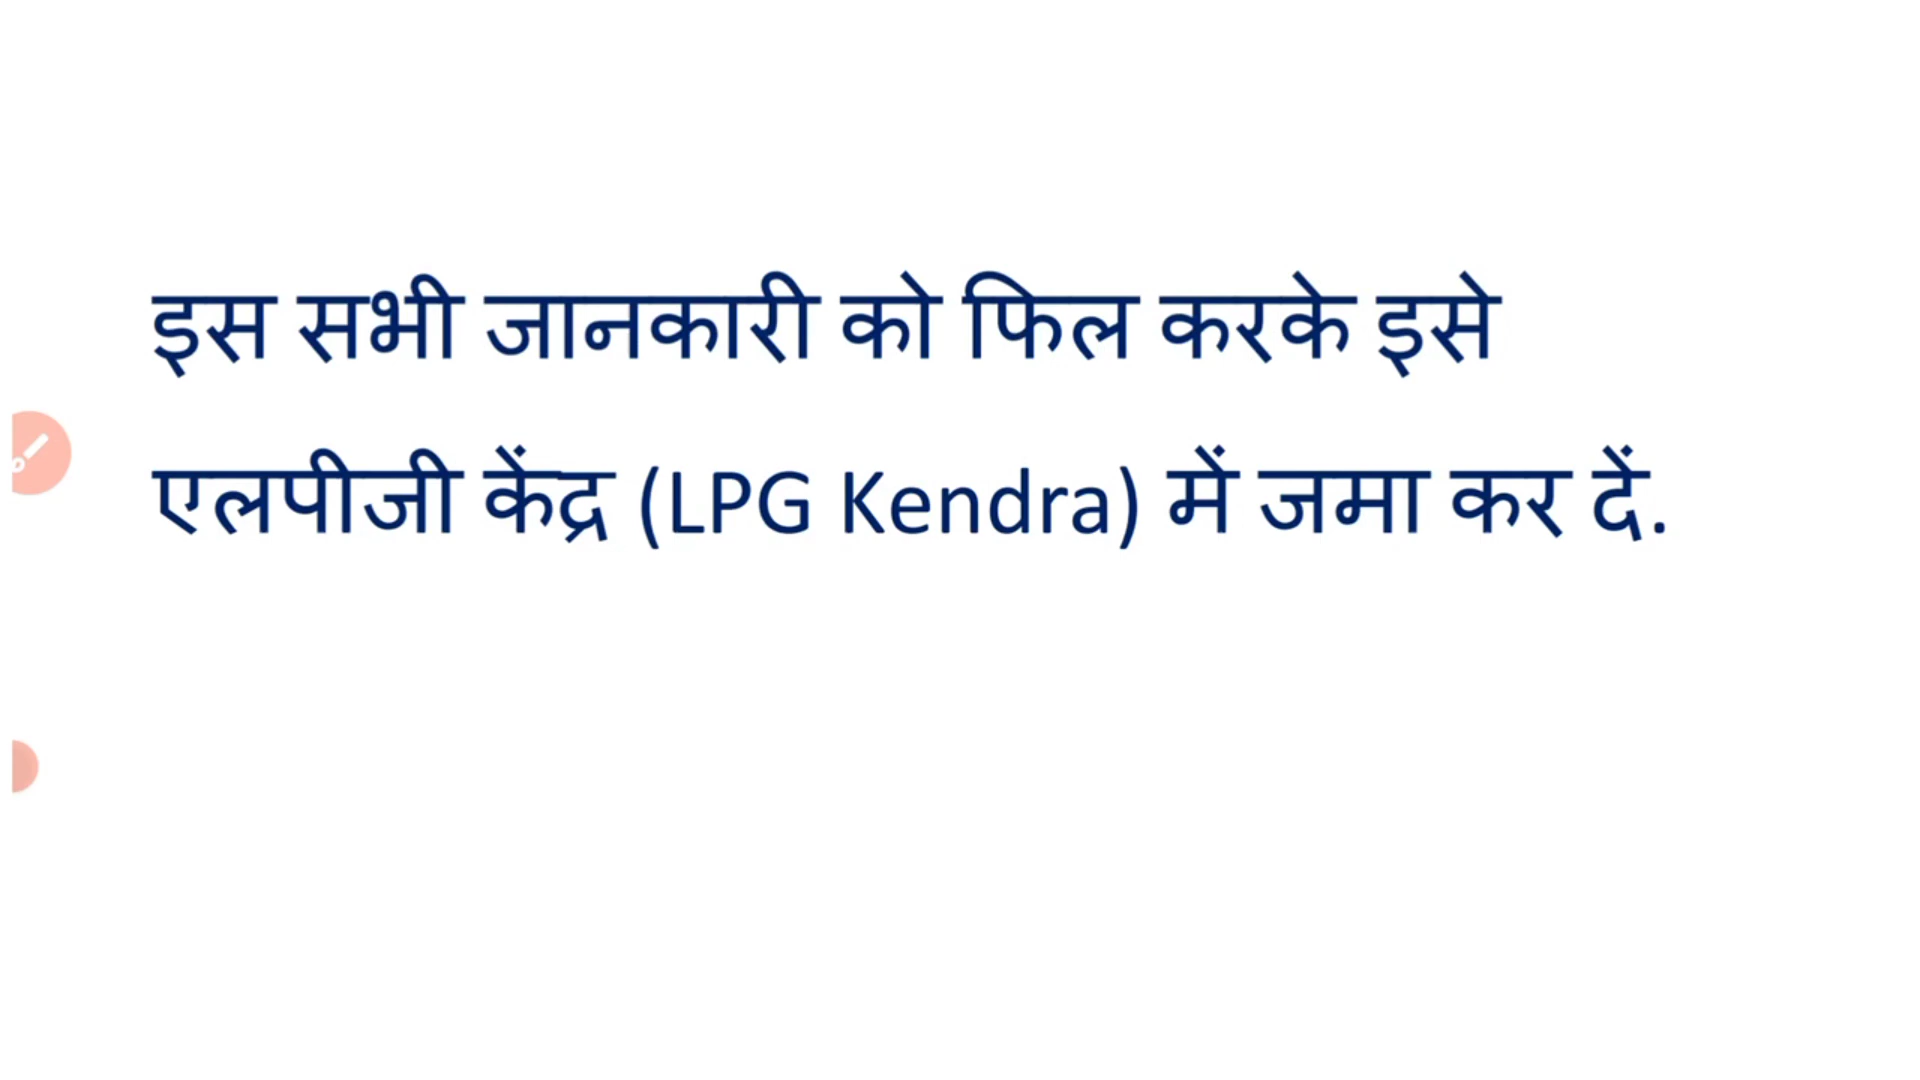 इस सभी जानकारी को फिल करके इसे
एलपीजी केंद्र (LPG Kendra) में जमा कर दें.